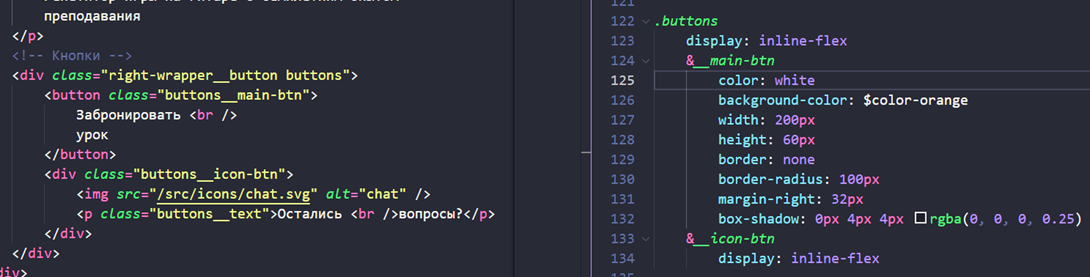 преподавания
</p>
<!-- Кнопки -->
<div class="right-wrapper__button buttons">
<button class="buttons__main-btn">
Забронировать <br />
урок
</button>
<div class="buttons__icon-btn">
<img src="/src/icons/chat.svg" alt="chat" />
<p class="buttons__text">Остались <br />вопросы?</p>
</div>
</div>
122 .buttons
123 display: inline-flex
124 &__main-btn
125 color: white
126 background-color: $color-orange
127 width: 200px
128 height: 60px
129 border: none
130 border-radius: 100px
131 margin-right: 32px
132 box-shadow: 0px 4px 4px rgba(0, 0, 0, 0.25)
133 &__icon-btn
134 display: inline-flex